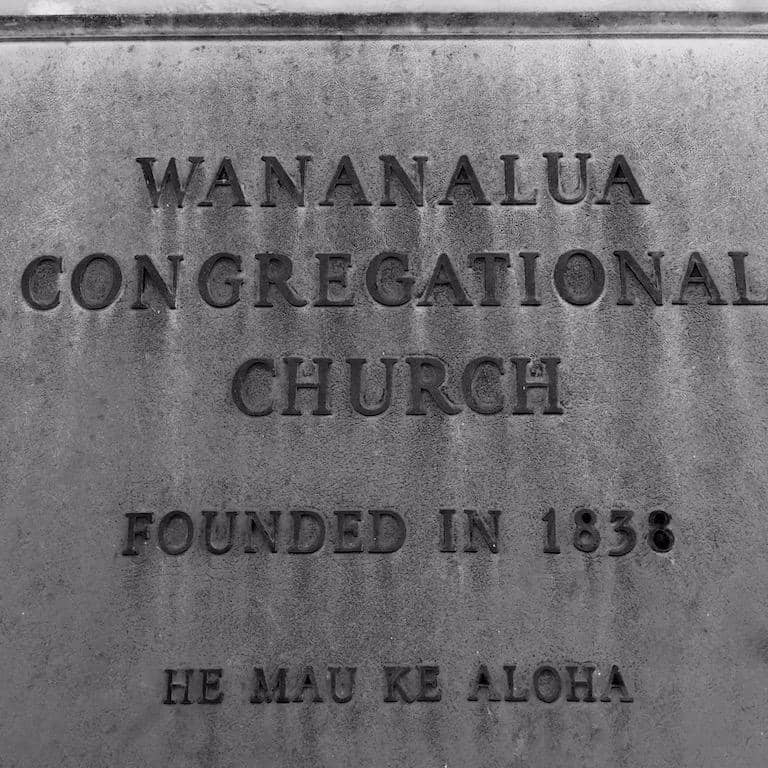 WANANALUA
CONGREGATIONAL
CHURCH
FOUNDED IN 1838
HE MAU KE ALOHA